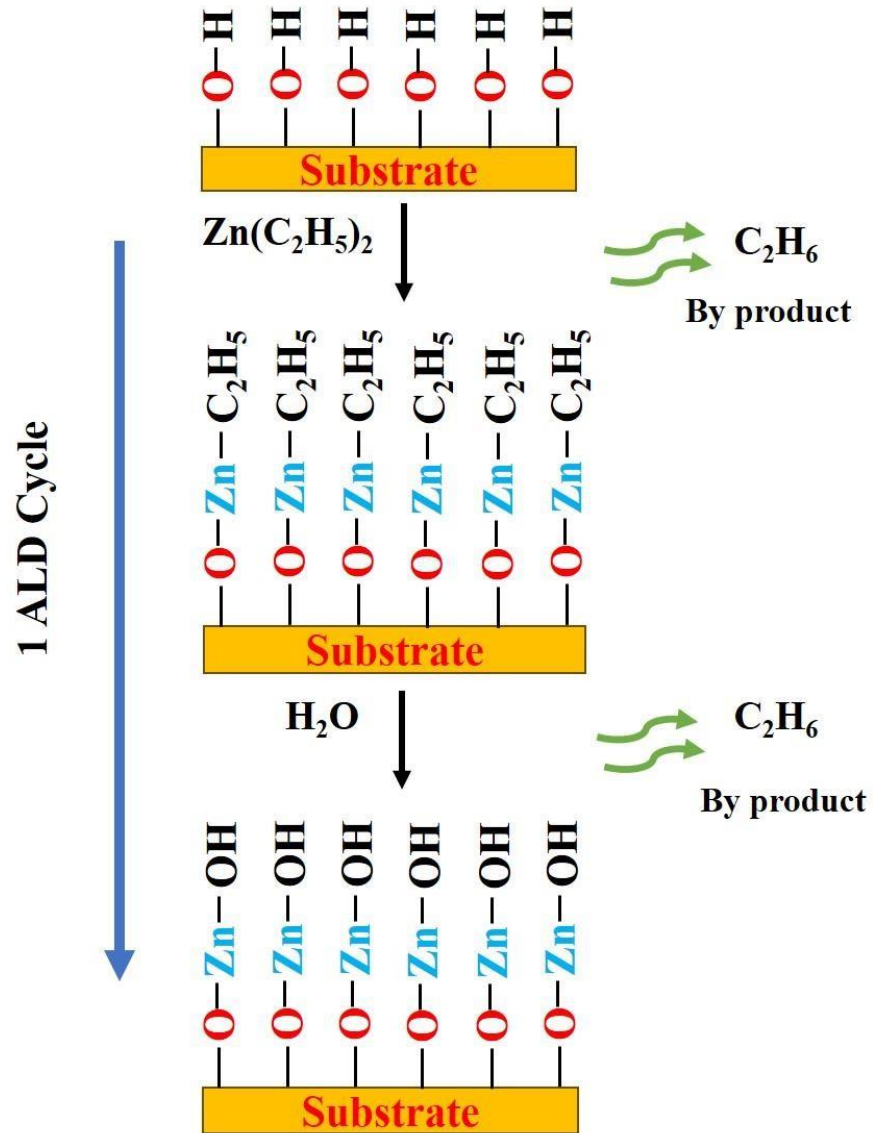 O–H O–H O–H O–H O–H O–H
Substrate
Zn(C₂H₅)₂
C₂H₆
By product
O–Zn–C₂H₅ O–Zn–C₂H₅ O–Zn–C₂H₅ O–Zn–C₂H₅ O–Zn–C₂H₅ O–Zn–C₂H₅
1 ALD Cycle
Substrate
H₂O
C₂H₆
By product
O–Zn–OH O–Zn–OH O–Zn–OH O–Zn–OH O–Zn–OH O–Zn–OH
Substrate